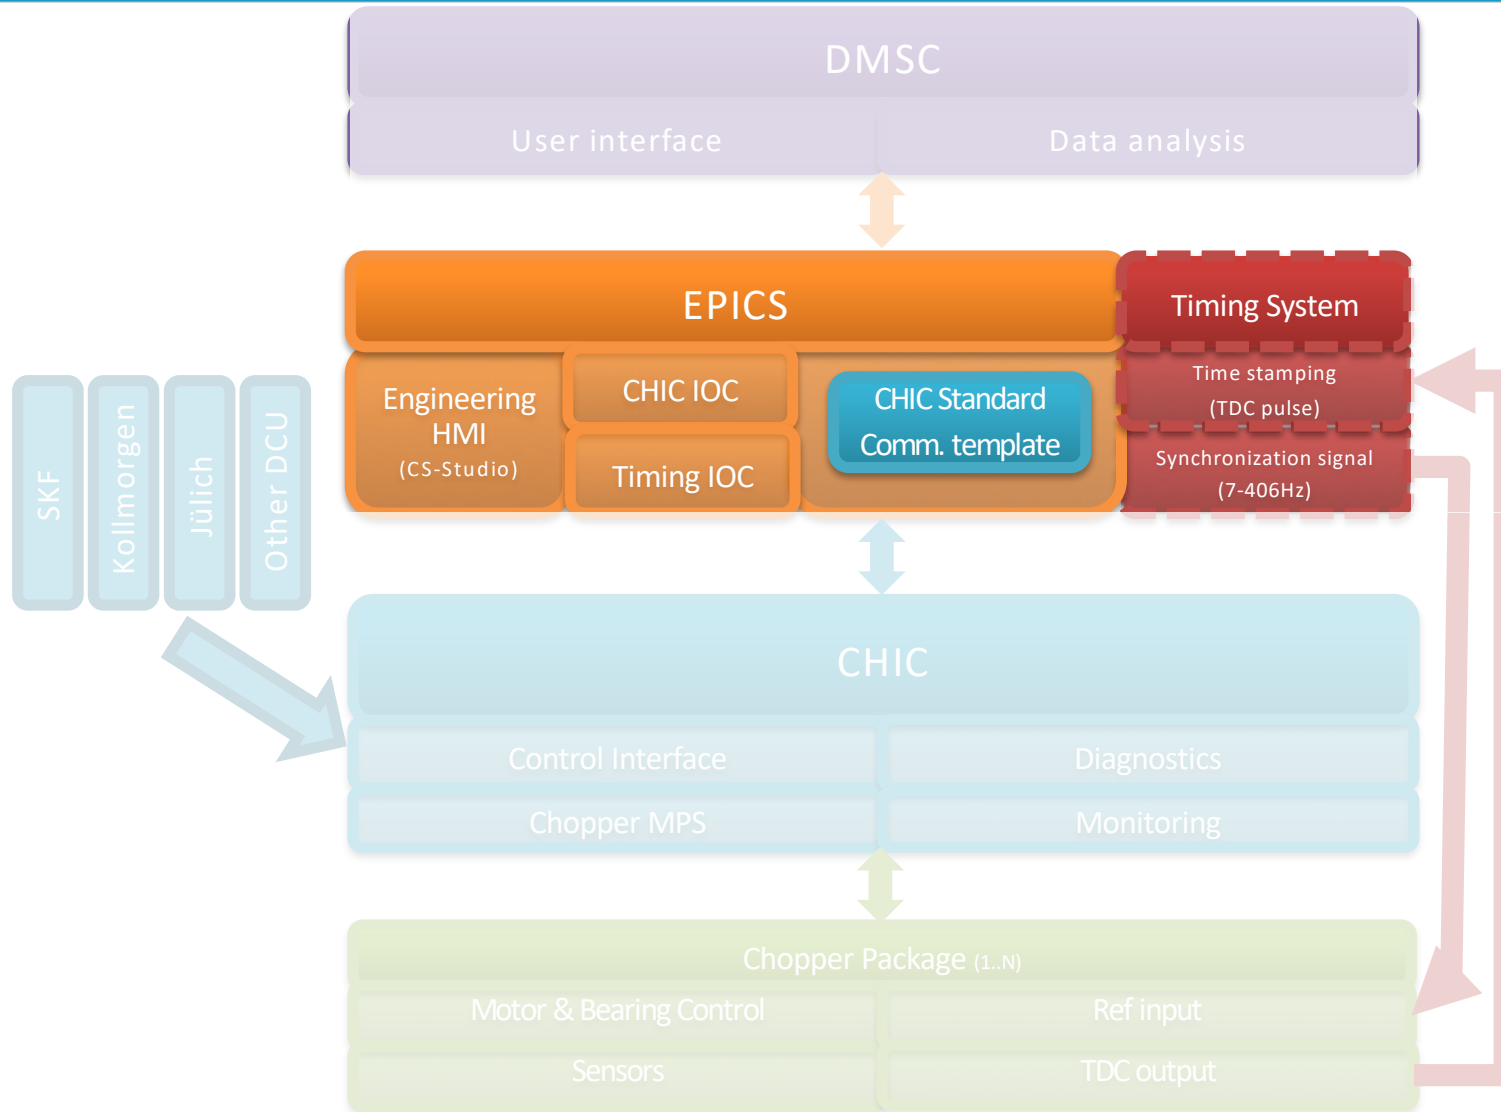 DMSC
User interface
Data analysis
EPICS
Timing System
Engineering
HMI
(CS-Studio)
CHIC IOC
Timing IOC
CHIC Standard
Comm. template
Time stamping
(TDC pulse)
Synchronization signal
(7-406Hz)
SKF
Kollmorgen
Jülich
Other DCU
CHIC
Control Interface
Diagnostics
Chopper MPS
Monitoring
Chopper Package (1..N)
Motor & Bearing Control
Ref input
Sensors
TDC output